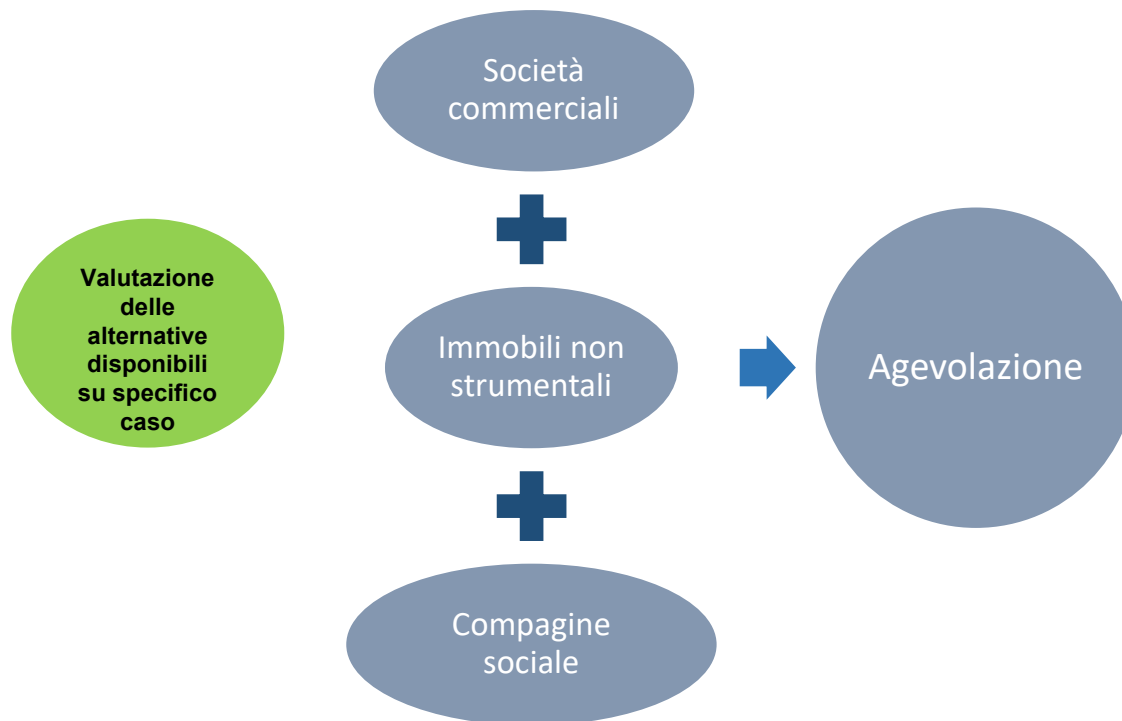 Società
commerciali
Valutazione
delle
alternative
disponibili
su specifico
caso
Immobili non
strumentali
Agevolazione
Compagine
sociale